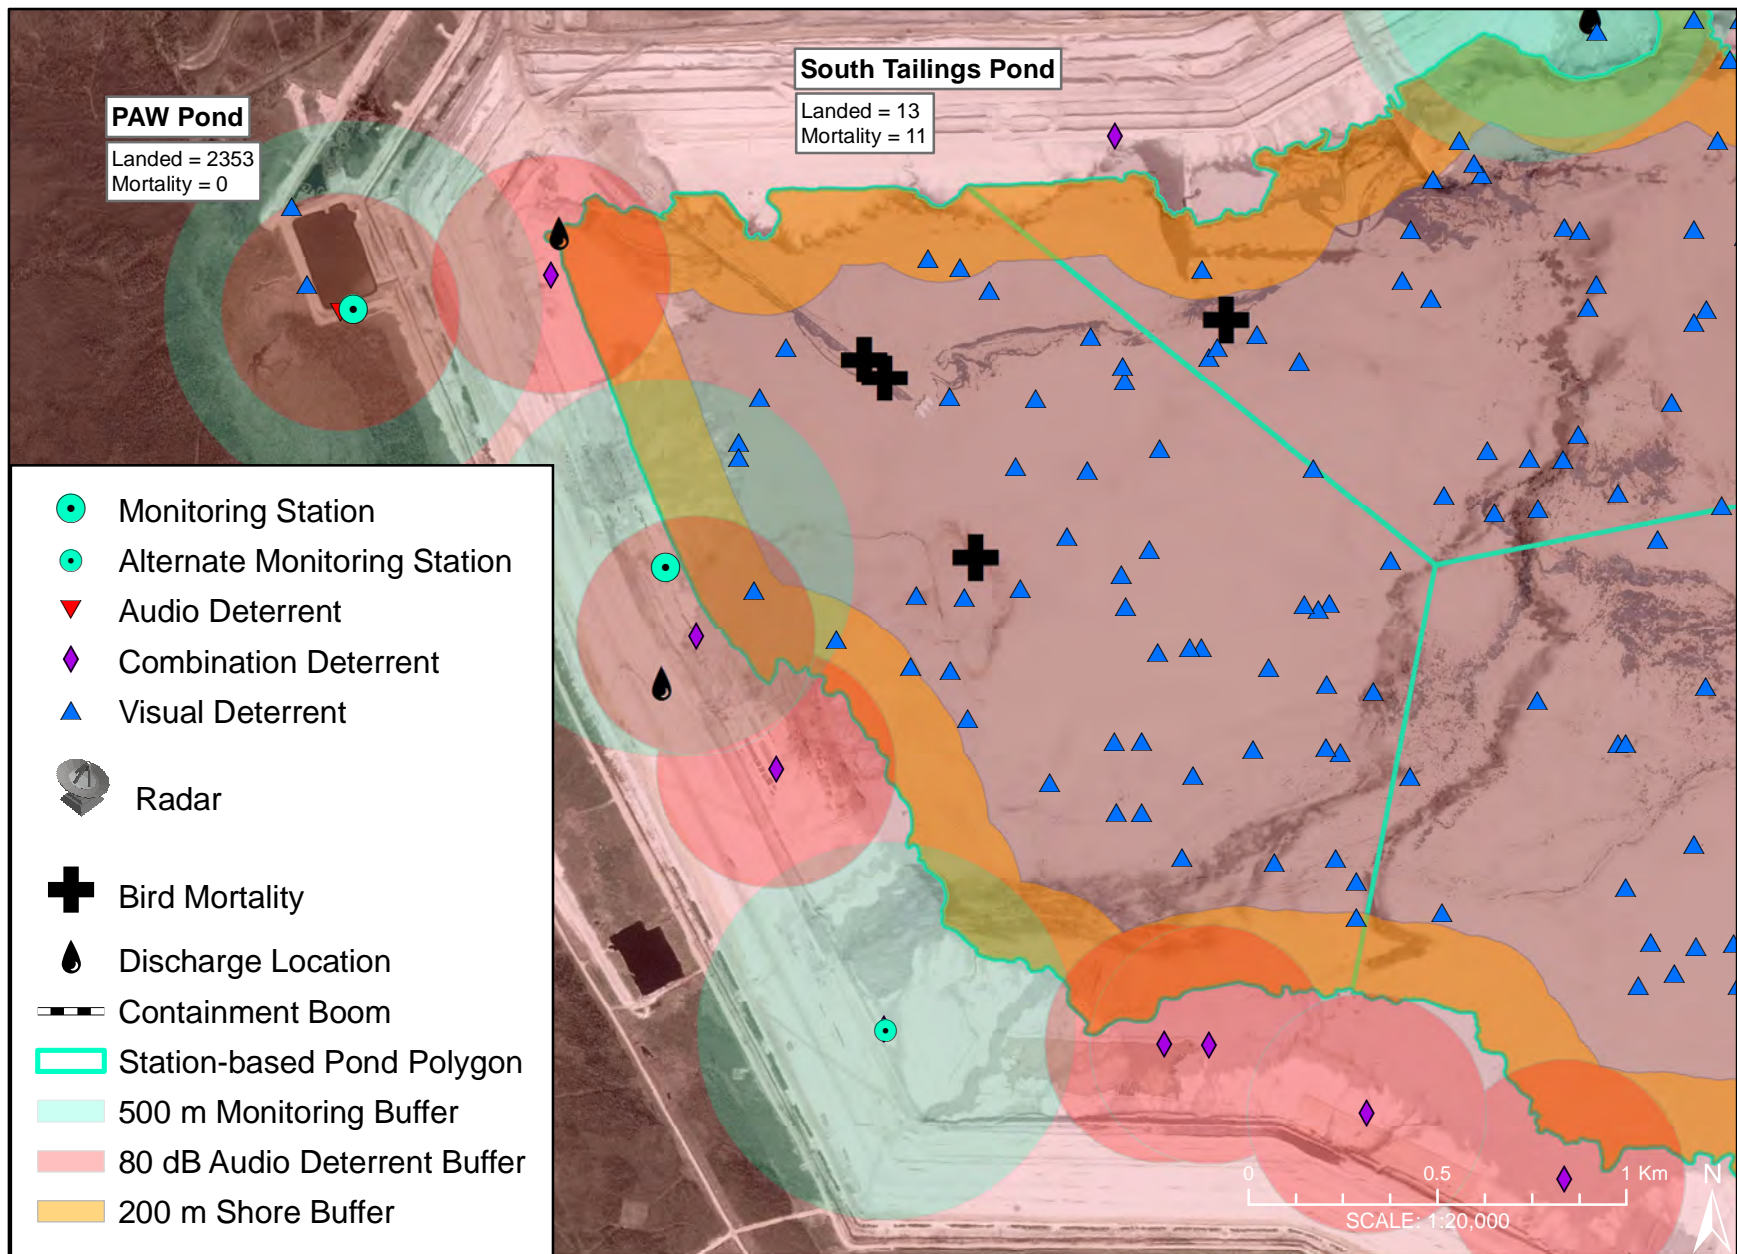 South Tailings Pond
Landed = 13
Mortality = 11
PAW Pond
Landed = 2353
Mortality = 0
Monitoring Station
Alternate Monitoring Station
Audio Deterrent
Combination Deterrent
Visual Deterrent
Radar
Bird Mortality
Discharge Location
Containment Boom
Station-based Pond Polygon
500 m Monitoring Buffer
80 dB Audio Deterrent Buffer
200 m Shore Buffer
0 0.5 1 Km
SCALE: 1:20,000
N